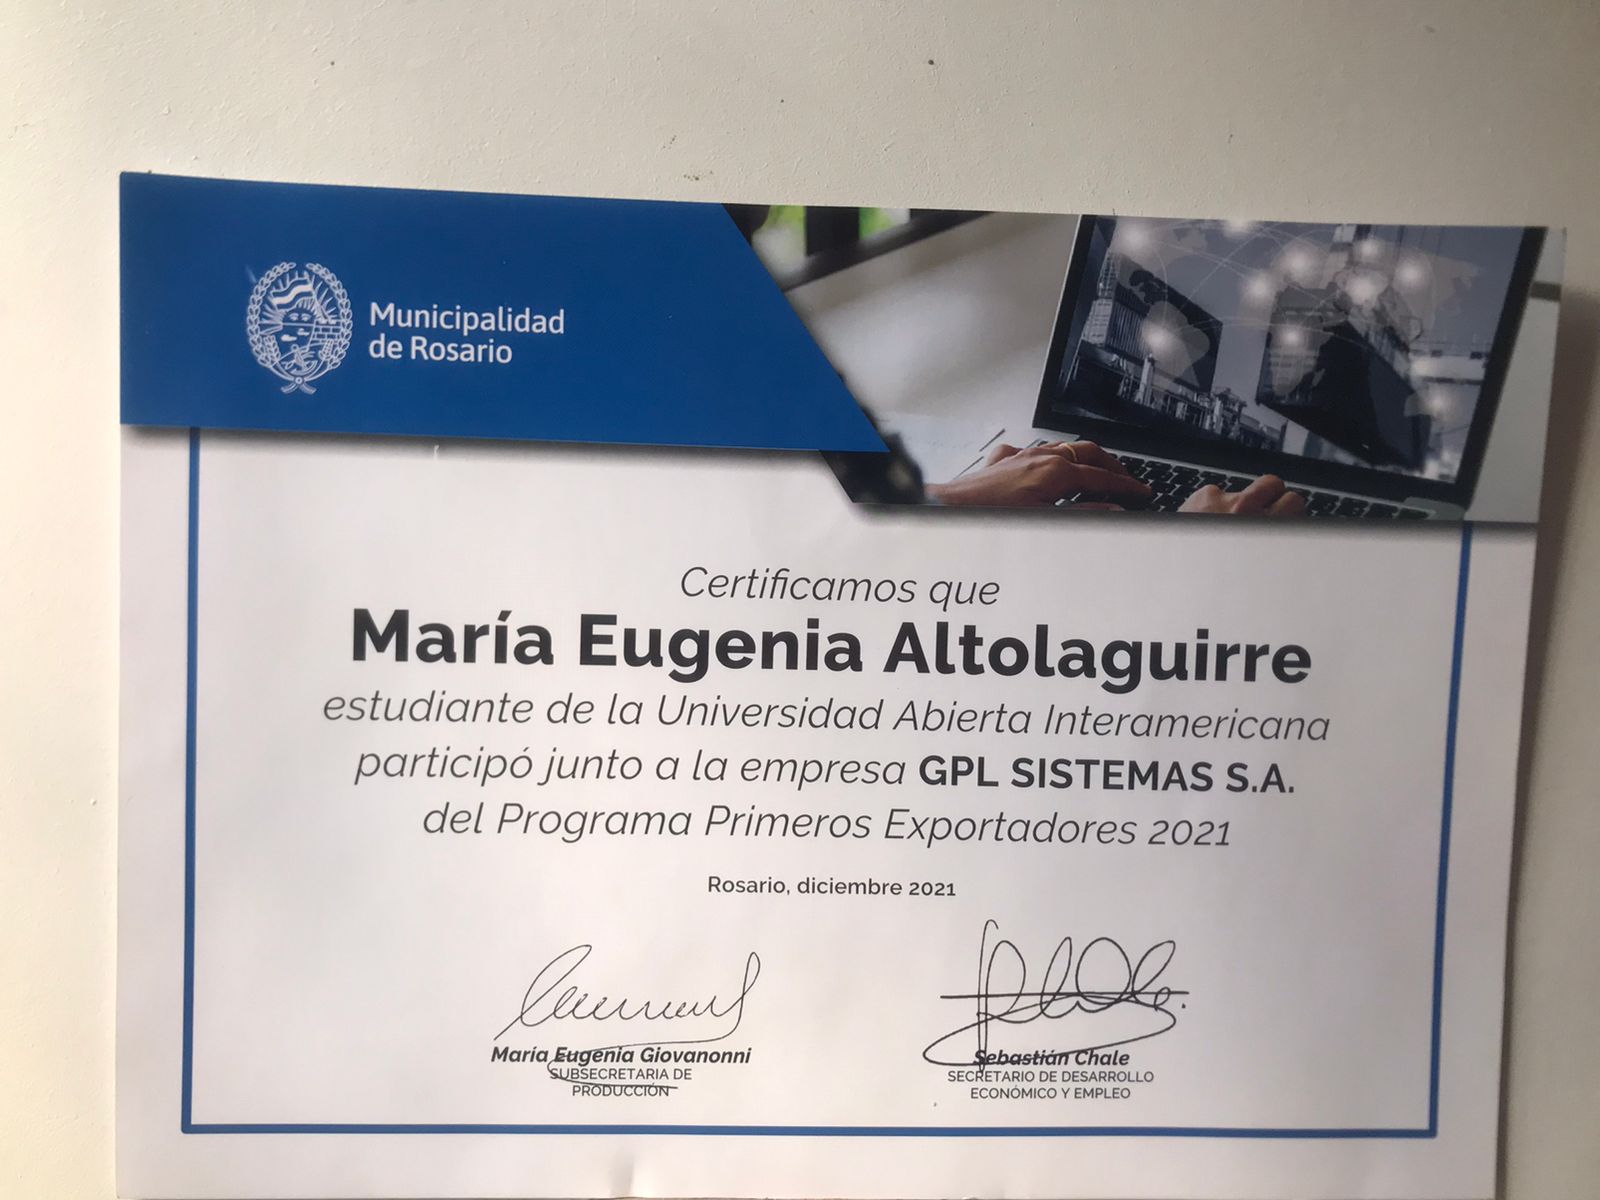 Municipalidad
de Rosario
Certificamos que
María Eugenia Altolaguirre
estudiante de la Universidad Abierta Interamericana
participó junto a la empresa GPL SISTEMAS S.A.
del Programa Primeros Exportadores 2021
Rosario, diciembre 2021
María Eugenia Giovanonni
SUBSECRETARIA DE
PRODUCCIÓN
Sebastián Chale
SECRETARIO DE DESARROLLO
ECONÓMICO Y EMPLEO